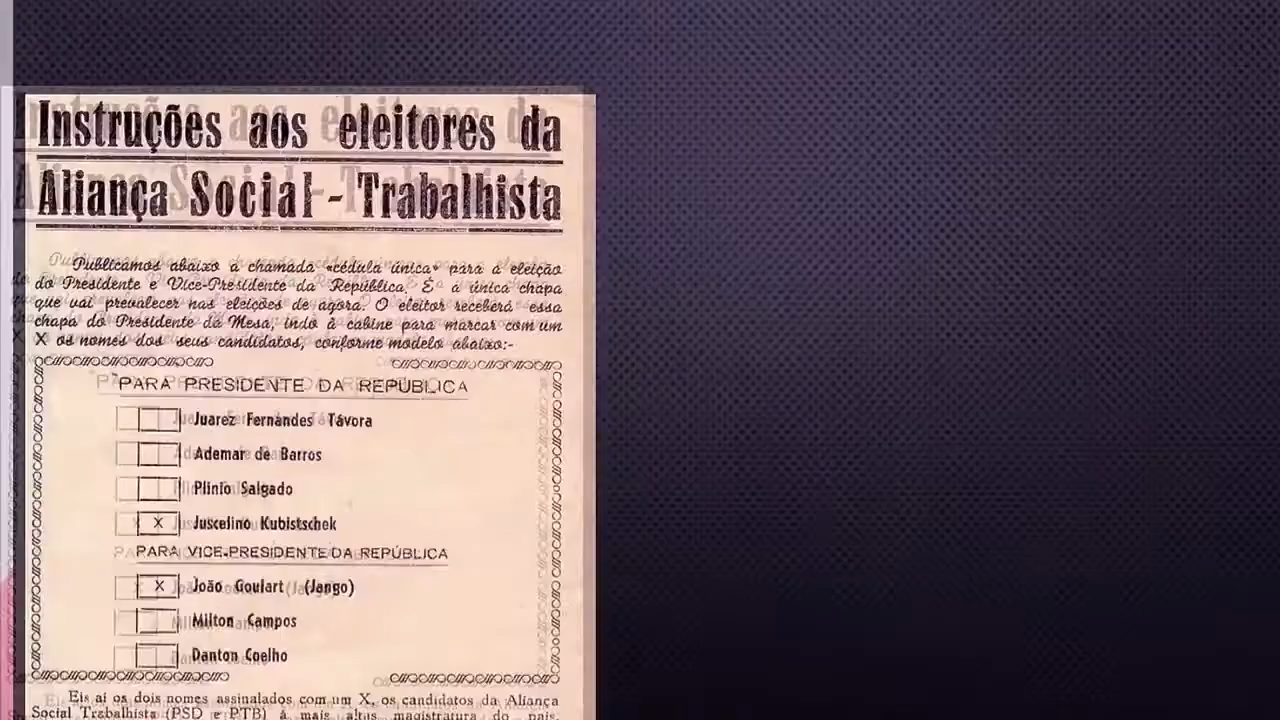 Instruções aos eleitores da
Aliança Social - Trabalhista
Publicamos abaixo a chamada «cédula única» para a eleição
do Presidente e Vice-Presidente da República. É a única chapa
que vai prevalecer nas eleições de agora. O eleitor receberá essa
chapa do Presidente da Mesa, indo à cabine para marcar com um
X os nomes dos seus candidatos, conforme modelo abaixo:-
PARA PRESIDENTE DA REPÚBLICA
Juarez Fernandes Távora
Ademar de Barros
Plinio Salgado
X Juscelino Kubistschek
PARA VICE-PRESIDENTE DA REPÚBLICA
X João Goulart (Jango)
Milton Campos
Danton Coelho
Eis aí os dois nomes assinalados com um X, os candidatos da Aliança
Social Trabalhista (PSD e PTB) à mais altas magistratura do país.